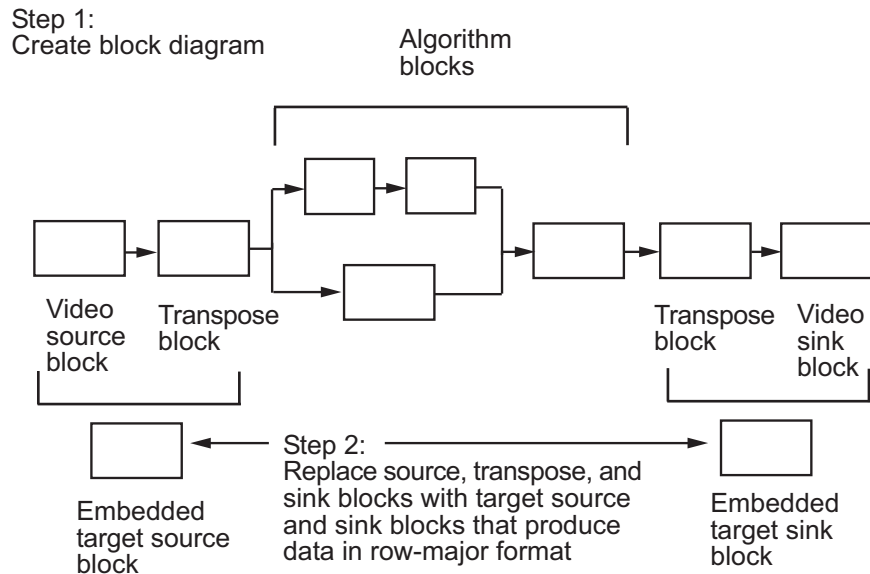 Step 1:
Create block diagram
Algorithm
blocks
Video
source
block
Transpose
block
Transpose
block
Video
sink
block
Step 2:
Replace source, transpose, and
sink blocks with target source
and sink blocks that produce
data in row-major format
Embedded
target source
block
Embedded
target sink
block